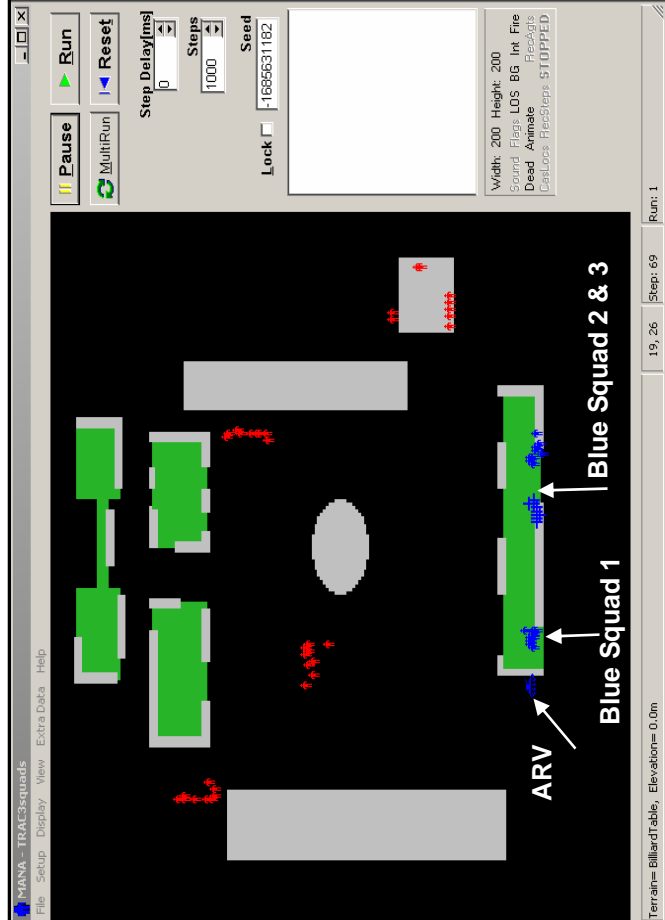 MANA - TRAC3squads
File Setup Display View Extra Data Help
Pause
Run
MultiRun
Reset
Step Delay[ms]
0
Steps
1000
Seed
Lock
-1685631182
Width: 200 Height: 200
Sound Flags LOS BG Int Fire
Dead Animate RecAgts
CasLocs RecSteps STOPPED
ARV
Blue Squad 1
Blue Squad 2 & 3
Terrain= BilliardTable, Elevation= 0.0m
19, 26
Step: 69
Run: 1